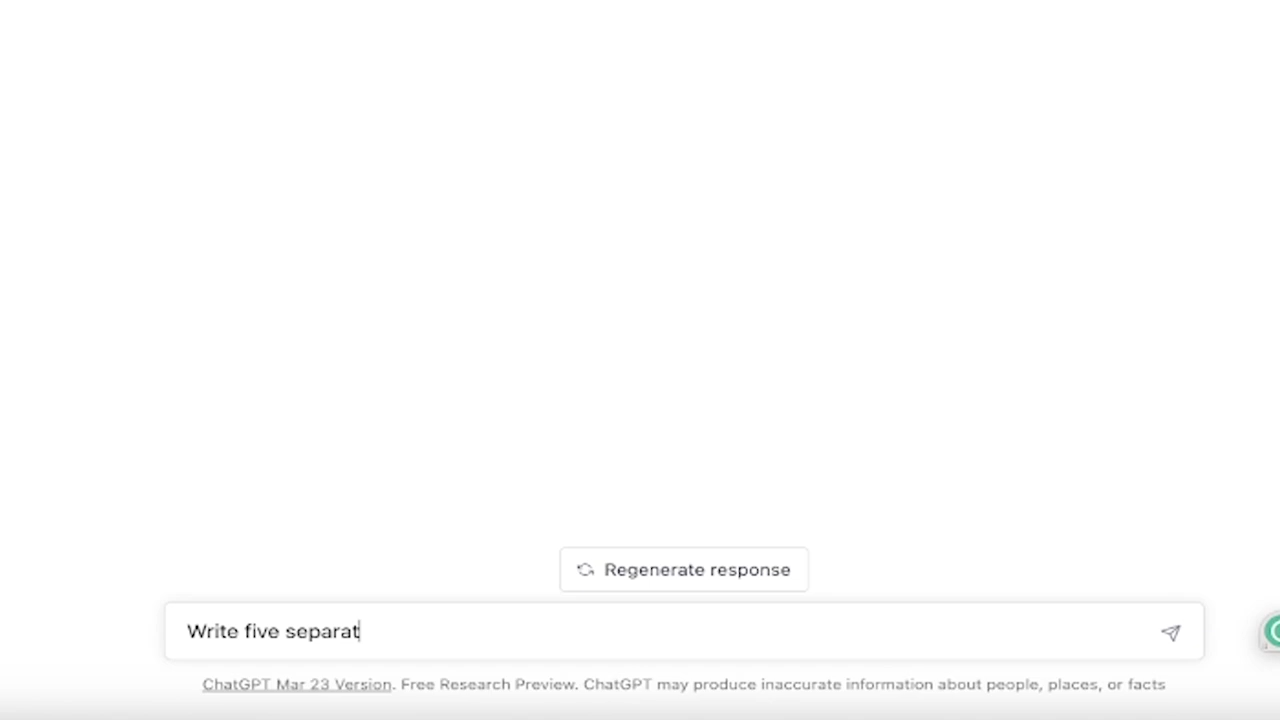 Regenerate response
Write five separat
ChatGPT Mar 23 Version. Free Research Preview. ChatGPT may produce inaccurate information about people, places, or facts